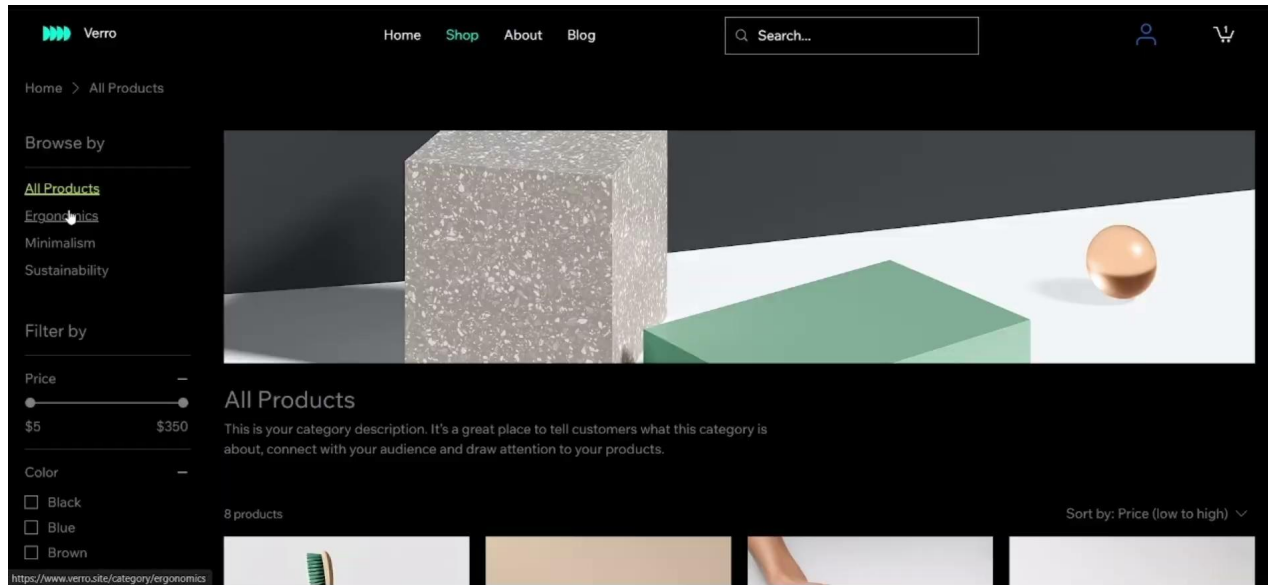 Verro
Home Shop About Blog
Search...
1
Home > All Products
Browse by
All Products
Ergonomics
Minimalism
Sustainability
Filter by
Price
$5 $350
Color
Black
Blue
Brown
All Products
This is your category description. It's a great place to tell customers what this category is
about, connect with your audience and draw attention to your products.
8 products
Sort by: Price (low to high)
https://www.verro.site/category/ergonomics